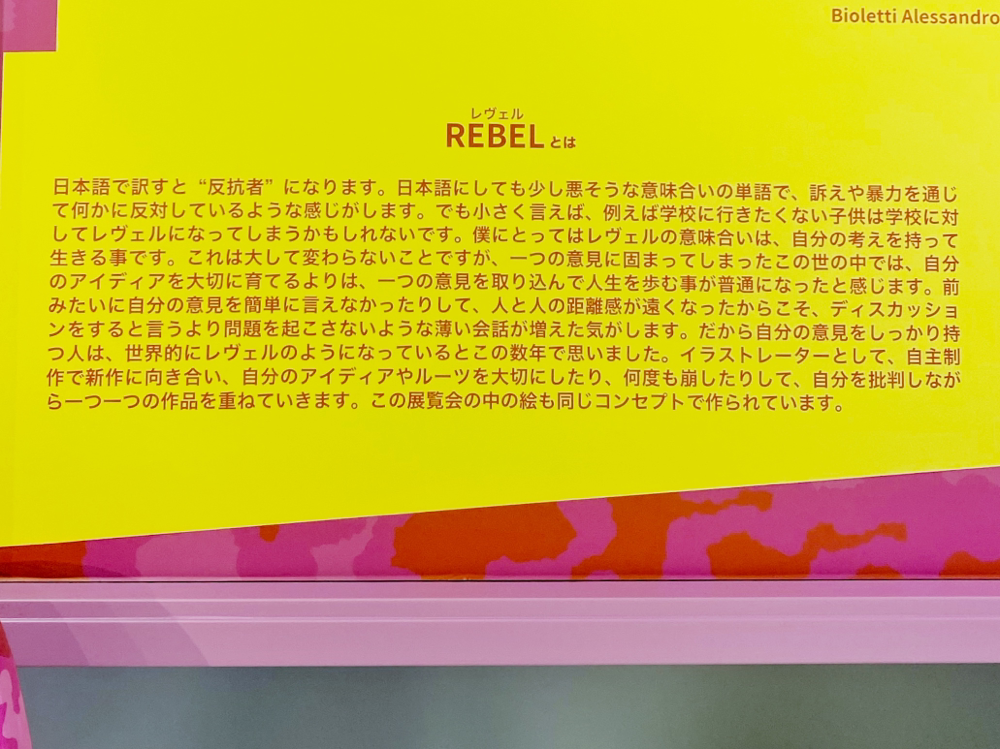 Bioletti Alessandro
レヴェル
REBELとは
日本語で訳すと“反抗者”になります。日本語にしても少し悪そうな意味合いの単語で、訴えや暴力を通じ
て何かに反対しているような感じがします。でも小さく言えば、例えば学校に行きたくない子供は学校に対
してレヴェルになってしまうかもしれないです。僕にとってはレヴェルの意味合いは、自分の考えを持って
生きる事です。これは大して変わらないことですが、一つの意見に固まってしまったこの世の中では、自分
のアイディアを大切に育てるよりは、一つの意見を取り込んで人生を歩む事が普通になったと感じます。前
みたいに自分の意見を簡単に言えなかったりして、人と人の距離感が遠くなったからこそ、ディスカッショ
ンをすると言うより問題を起こさないような薄い会話が増えた気がします。だから自分の意見をしっかり持
つ人は、世界的にレヴェルのようになっているとこの数年で思いました。イラストレーターとして、自主制
作で新作に向き合い、自分のアイディアやルーツを大切にしたり、何度も崩したりして、自分を批判しなが
ら一つ一つの作品を重ねていきます。この展覧会の中の絵も同じコンセプトで作られています。